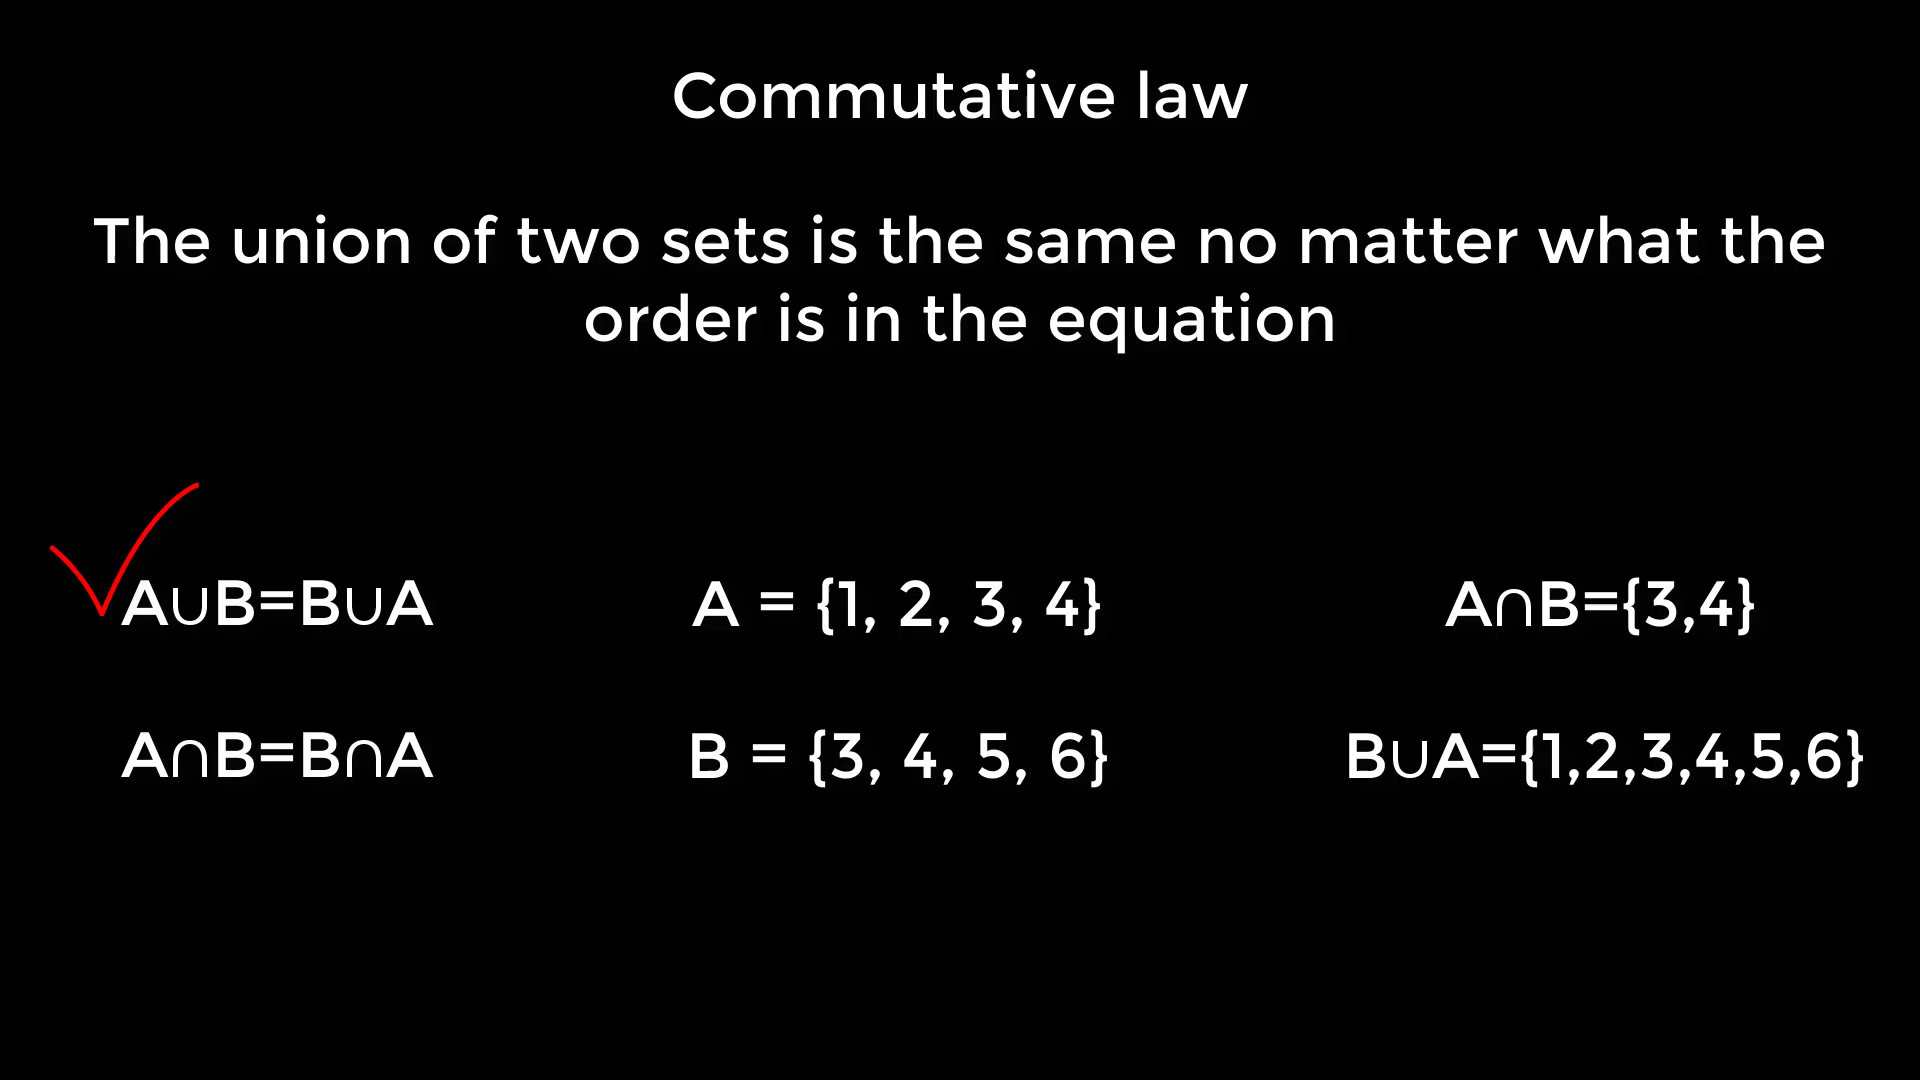 Commutative law
The union of two sets is the same no matter what the
order is in the equation
A∪B=B∪A
A = {1, 2, 3, 4}
A∩B={3,4}
A∩B=B∩A
B = {3, 4, 5, 6}
B∪A={1,2,3,4,5,6}